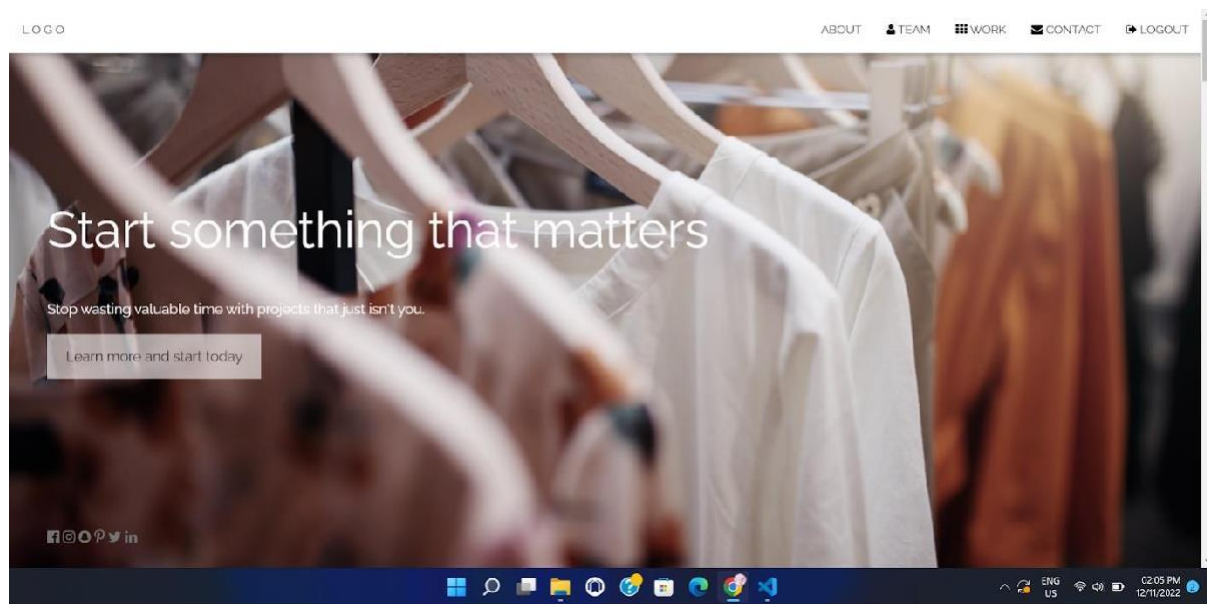 LOGO
ABOUT TEAM WORK CONTACT LOGOUT
Start something that matters
Stop wasting valuable time with projects that just isn't you.
Learn more and start today
in
ENG
US
02:05 PM
12/11/2022